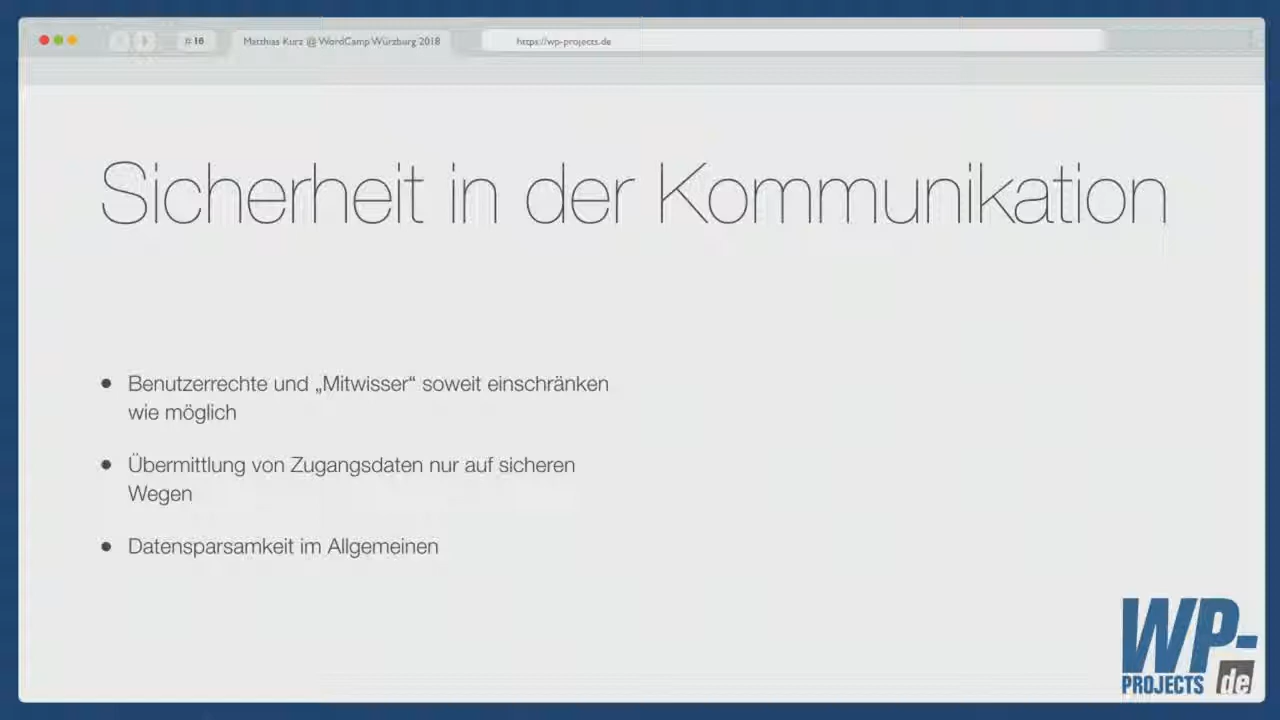 #16 Matthias Kurz @ WordCamp Würzburg 2018 https://wp-projects.de
Sicherheit in der Kommunikation
● Benutzerrechte und „Mitwisser“ soweit einschränken
wie möglich
● Übermittlung von Zugangsdaten nur auf sicheren
Wegen
● Datensparsamkeit im Allgemeinen
WP-
PROJECTS de